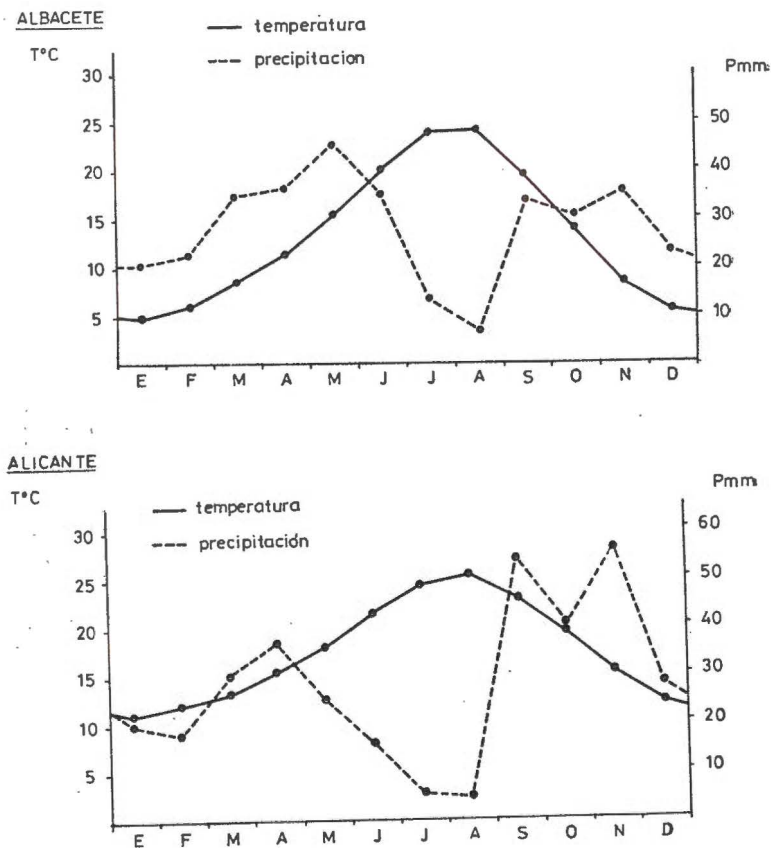 ALBACETE
temperatura
T°C
precipitacion
Pmm.
30
25
20
15
10
5
50
40
30
20
10
E F M A M J J A S O N D
ALICANTE
T°C
Pmm
temperatura
precipitación
30
25
20
15
10
5
60
50
40
30
20
10
E F M A M J J A S O N D